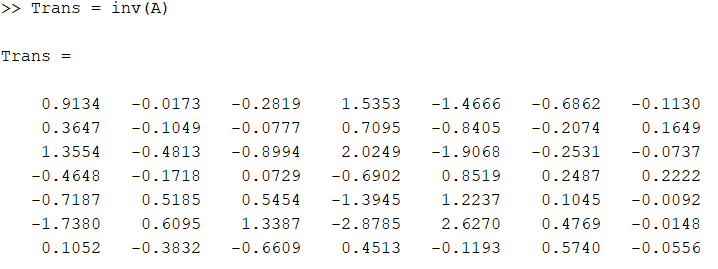 >> Trans = inv(A)
Trans =
0.9134 -0.0173 -0.2819 1.5353 -1.4666 -0.6862 -0.1130
0.3647 -0.1049 -0.0777 0.7095 -0.8405 -0.2074 0.1649
1.3554 -0.4813 -0.8994 2.0249 -1.9068 -0.2531 -0.0737
-0.4648 -0.1718 0.0729 -0.6902 0.8519 0.2487 0.2222
-0.7187 0.5185 0.5454 -1.3945 1.2237 0.1045 -0.0092
-1.7380 0.6095 1.3387 -2.8785 2.6270 0.4769 -0.0148
0.1052 -0.3832 -0.6609 0.4513 -0.1193 0.5740 -0.0556